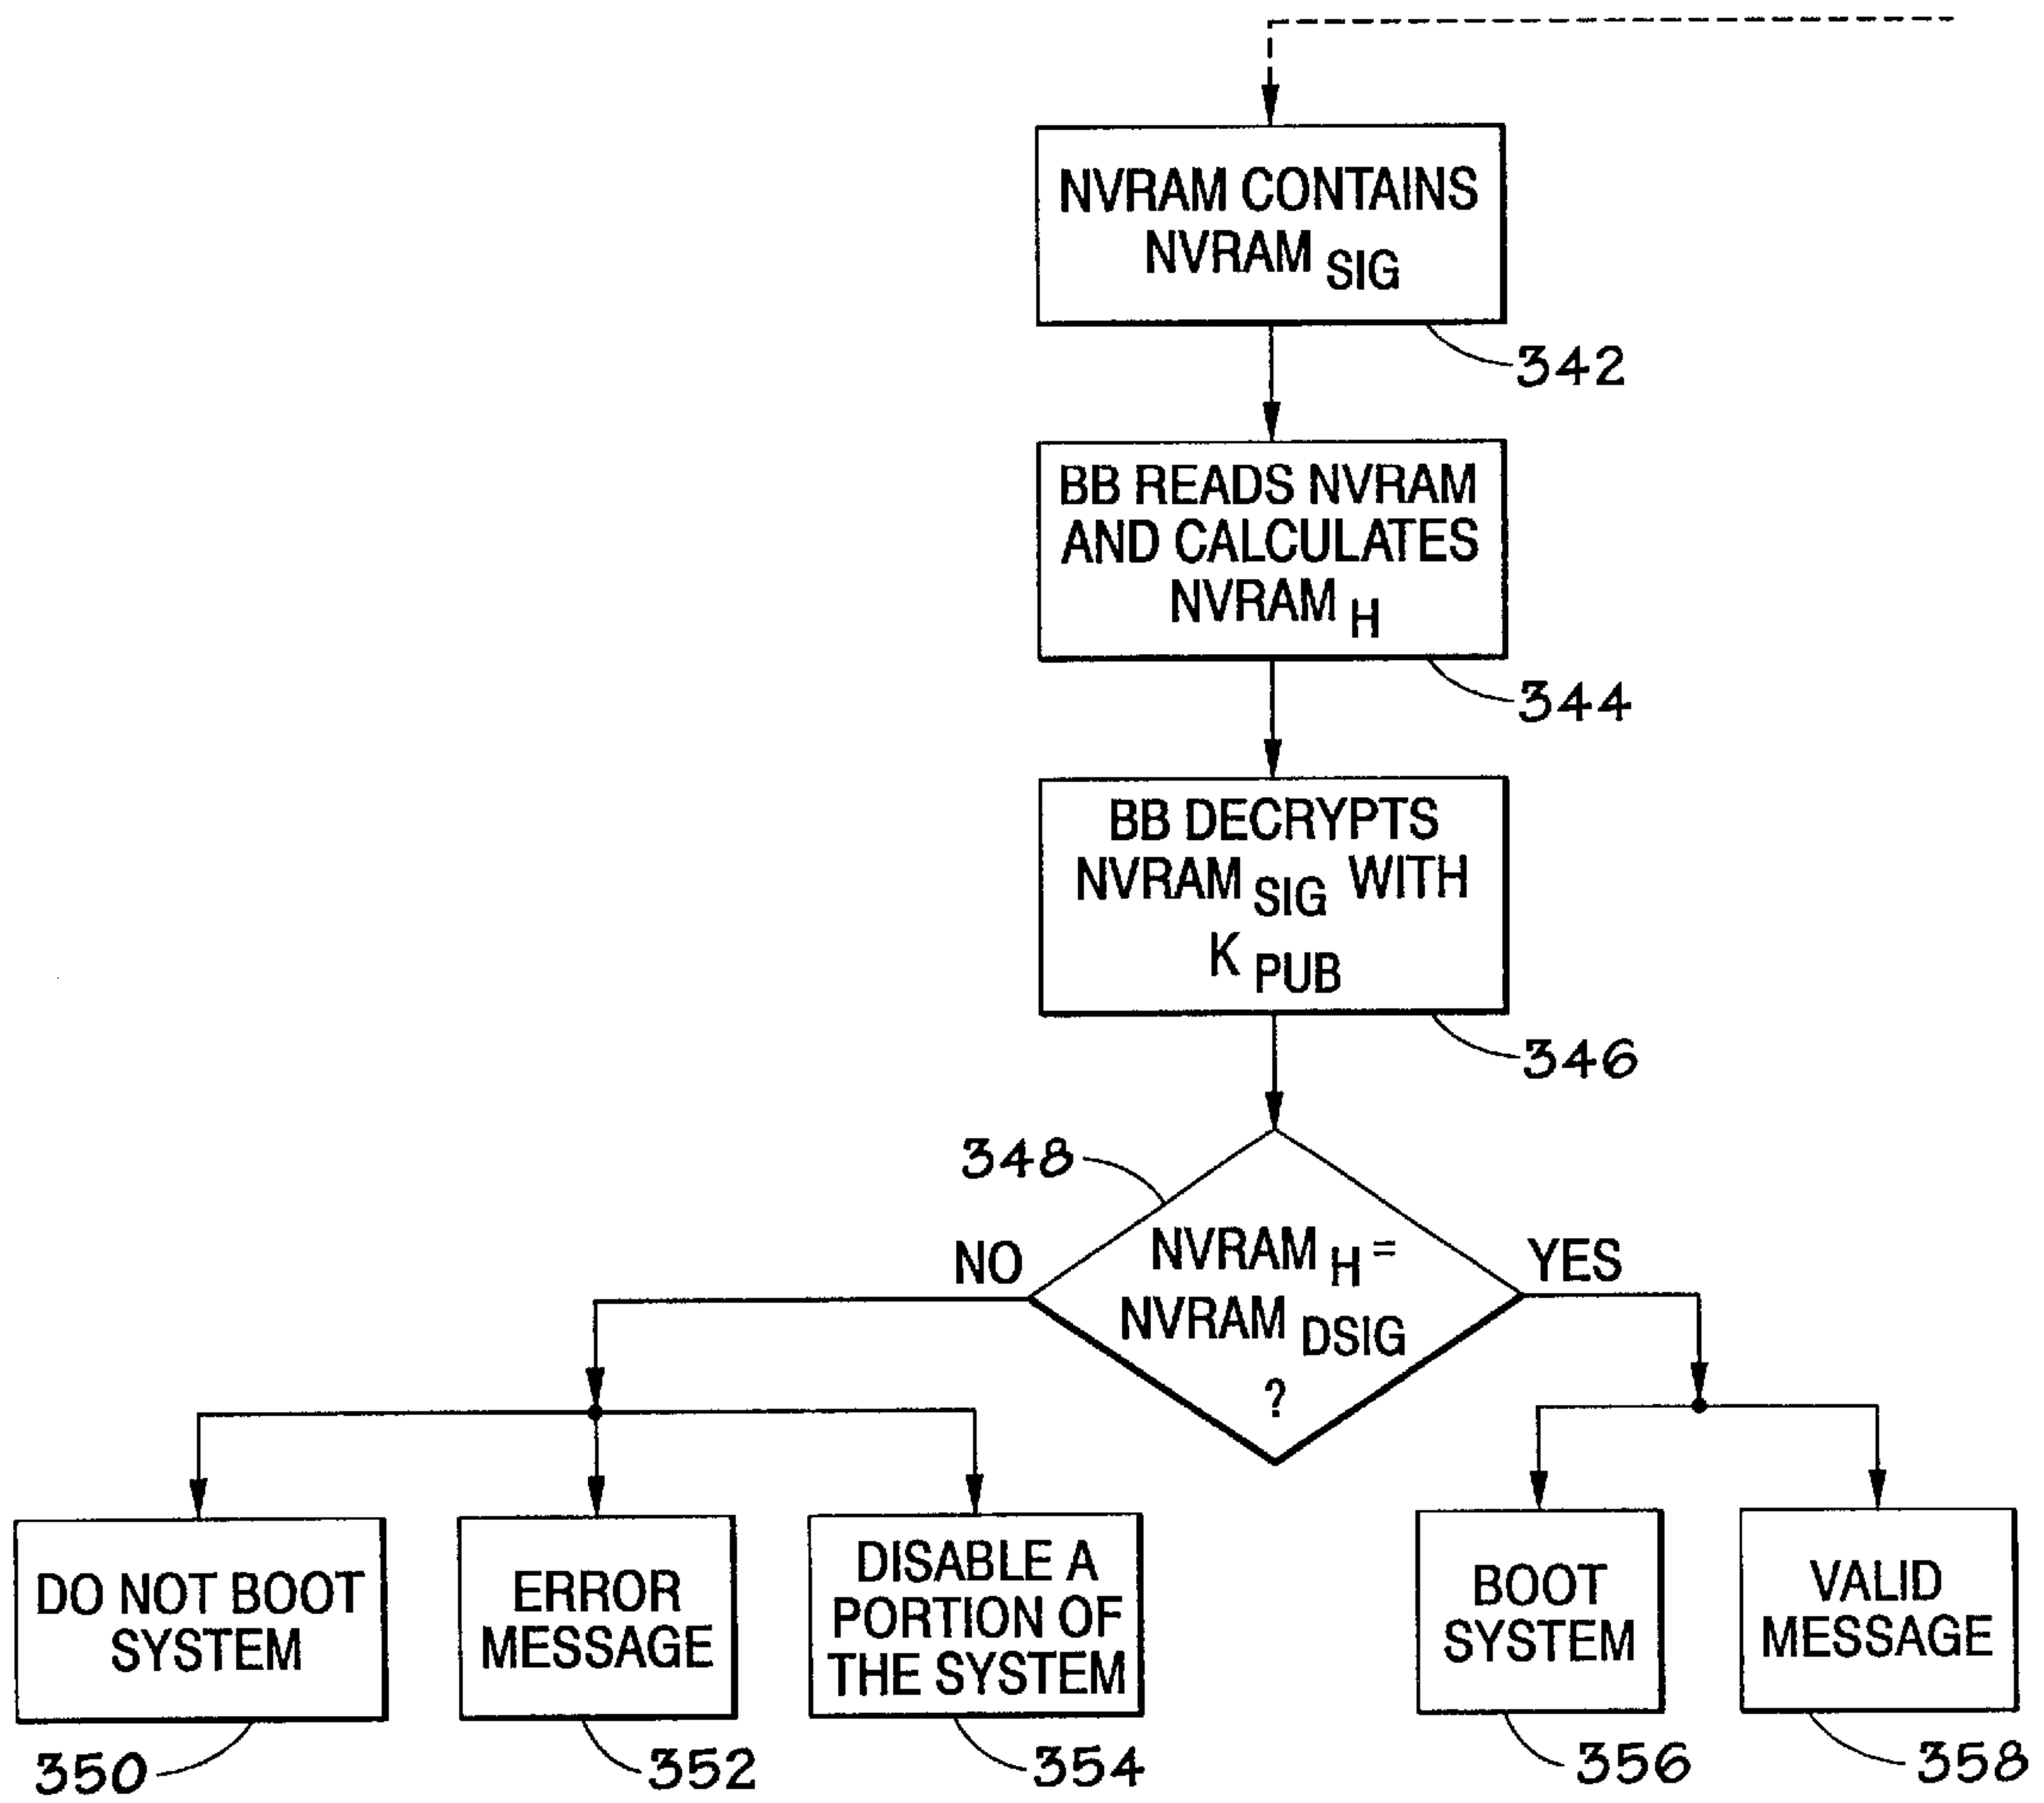 NVRAM CONTAINS
NVRAM SIG
342
BB READS NVRAM
AND CALCULATES
NVRAM H
344
BB DECRYPTS
NVRAM SIG WITH
K PUB
346
348
NO
NVRAM H =
NVRAM DSIG
?
YES
DO NOT BOOT
SYSTEM
350
ERROR
MESSAGE
352
DISABLE A
PORTION OF
THE SYSTEM
354
BOOT
SYSTEM
356
VALID
MESSAGE
358